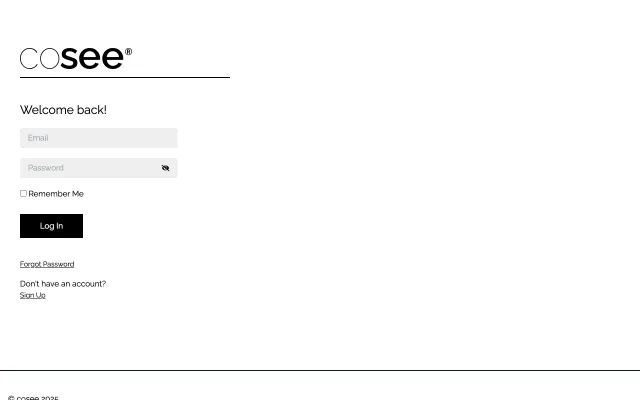 cosee®
Welcome back!
Email
Password
Remember Me
Log In
Forgot Password
Don't have an account?
Sign Up
© cosee 2025